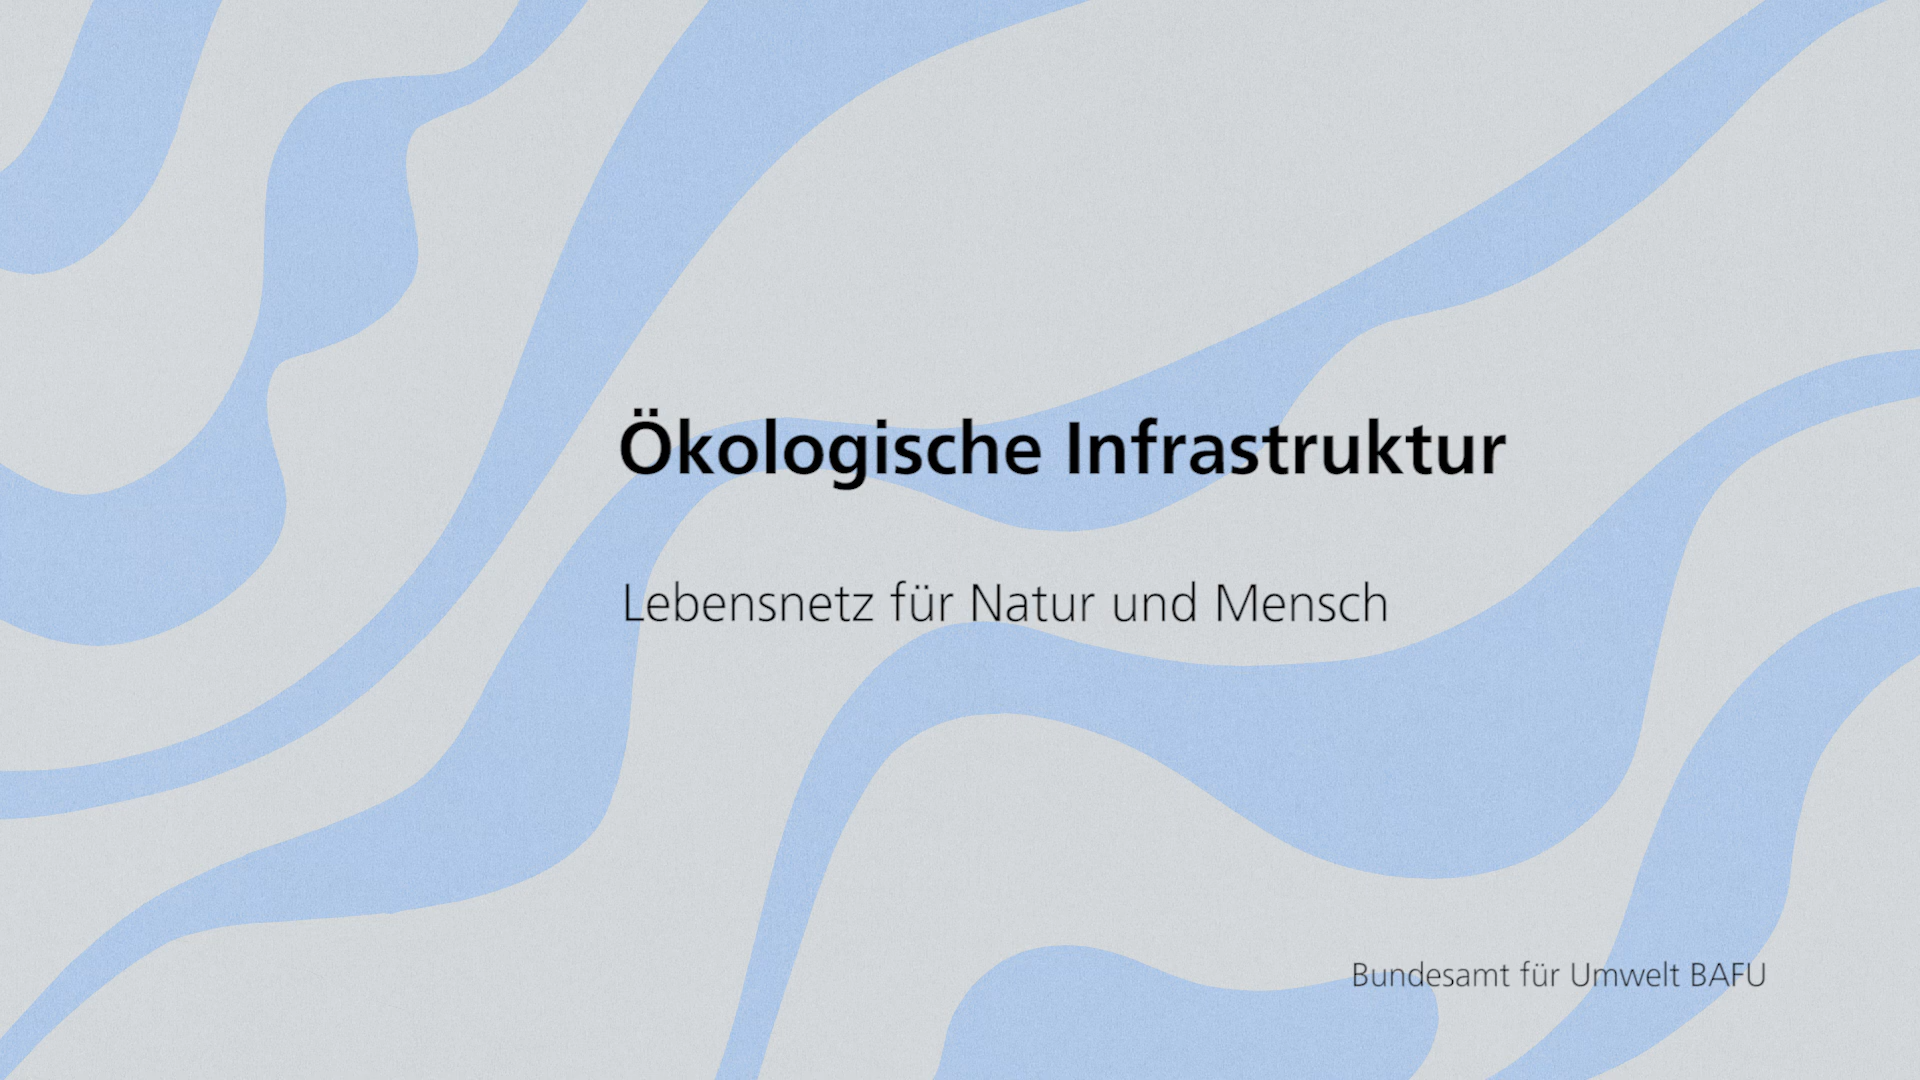 Ökologische Infrastruktur
Lebensnetz für Natur und Mensch
Bundesamt für Umwelt BAFU